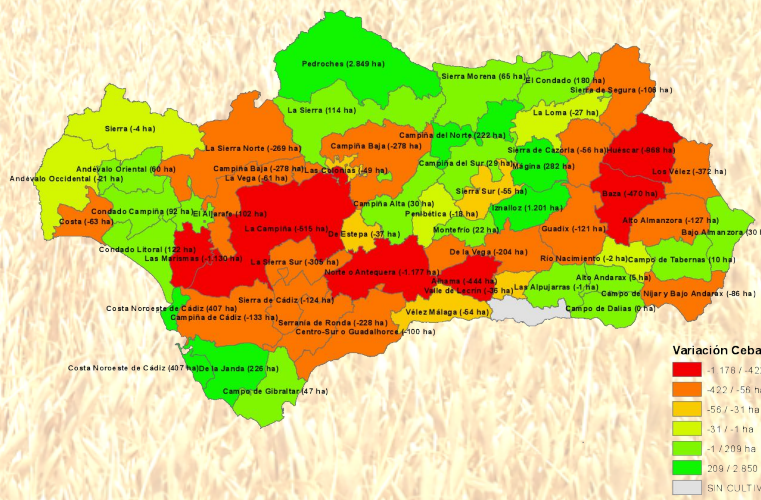 Pedroches (2.849 ha)
Sierra Morena (65 ha)
El Condado (180 ha)
Sierra de Segura (-106 ha)
La Sierra (114 ha)
La Loma (-27 ha)
Sierra (-4 ha)
La Sierra Norte (-269 ha)
Campiña Baja (-278 ha)
Campiña del Norte (222 ha)
Sierra de Cazorla (-56 ha)
Huéscar (-668 ha)
Andévalo Oriental (60 ha)
Andévalo Occidental (-21 ha)
Campiña Baja (-278 ha)
Las Colonias (-49 ha)
La Vega (-61 ha)
Campiña del Sur (29 ha)
Mágina (282 ha)
Los Vélez (-372 ha)
Sierra Sur (-55 ha)
Baza (-470 ha)
Campiña Alta (30 ha)
Condado Campiña (92 ha)
El Aljarafe (102 ha)
Penibética (-18 ha)
Iznalloz (1.201 ha)
Costa (-63 ha)
Alto Almanzora (-127 ha)
La Campiña (-515 ha)
De Estepa (-37 ha)
Montefrío (22 ha)
Guadix (-121 ha)
Bajo Almanzora (30 h
Condado Litoral (122 ha)
Las Marismas (-1.130 ha)
La Sierra Sur (-305 ha)
De la Vega (-204 ha)
Río Nacimiento (-2 ha)
Campo de Tabernas (10 ha)
Norte o Antequera (-1.177 ha)
Alhama (-444 ha)
Valle de Lecrín (-36 ha)
Las Alpujarras (-1 ha)
Alto Andarax (5 ha)
Campo de Nijar y Bajo Andarax (-86 ha)
Sierra de Cádiz (-124 ha)
Costa Noroeste de Cádiz (407 ha)
Campiña de Cádiz (-133 ha)
Serranía de Ronda (-228 ha)
Vélez Málaga (-54 ha)
Campo de Dalías (0 ha)
Centro-Sur o Guadalhorce (-100 ha)
Costa Noroeste de Cádiz (407 ha)
De la Janda (226 ha)
Campo de Gibraltar (47 ha)
Variación Ceba
-1 178 / -422
-422 / -56 ha
-56 / -31 ha
-31 / -1 ha
-1 / 209 ha
209 / 2 850
SIN CULTIV